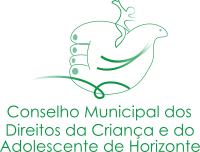 Conselho Municipal dos
Direitos da Criança e do
Adolescente de Horizonte